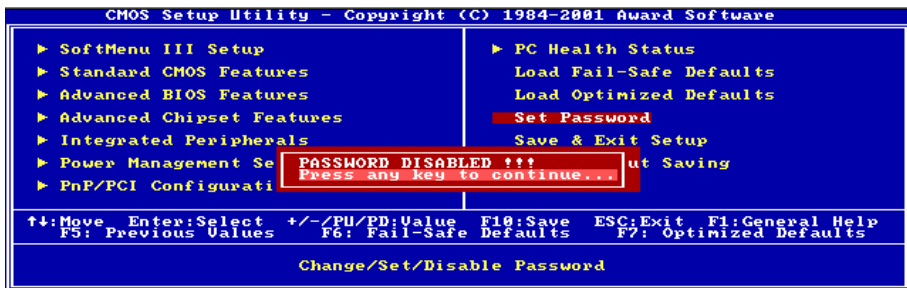 CMOS Setup Utility - Copyright (C) 1984-2001 Award Software
► SoftMenu III Setup
► Standard CMOS Features
► Advanced BIOS Features
► Advanced Chipset Features
► Integrated Peripherals
► Power Management Se
► PnP/PCI Configurati
► PC Health Status
Load Fail-Safe Defaults
Load Optimized Defaults
Set Password
Save & Exit Setup
ut Saving
PASSWORD DISABLED !!!
Press any key to continue...
↑↓:Move Enter:Select +/-/PU/PD:Value F10:Save ESC:Exit F1:General Help
F5: Previous Values F6: Fail-Safe Defaults F7: Optimized Defaults
Change/Set/Disable Password